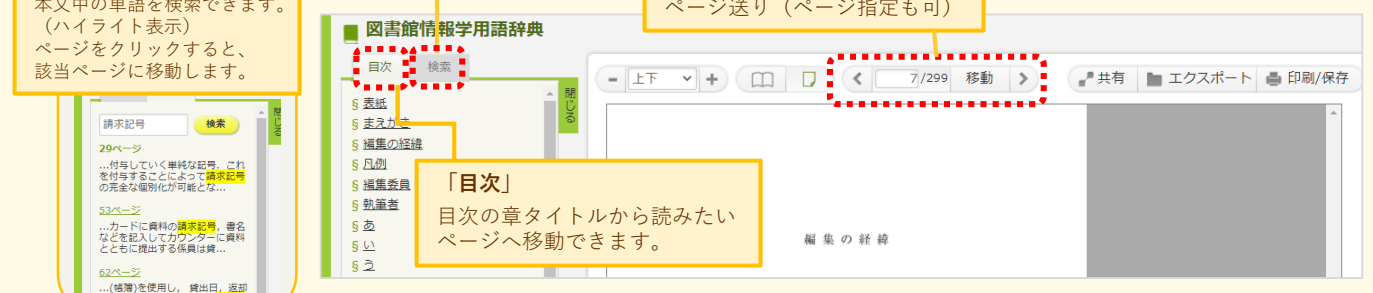 本文中の単語を検索できます。
（ハイライト表示）
ページをクリックすると、
該当ページに移動します。
請求記号
検索
29ページ
...付与していく単純な記号．これ
を付与することによって請求記号
の完全な個別化が可能とな...
53ページ
...カードに資料の請求記号，書名
などを記入してカウンターに資料
とともに提出する係員は貸...
62ページ
...(帳簿)を使用し， 貸出日，返却
閉じる
ページ送り（ページ指定も可）
図書館情報学用語辞典
目次
検索
閉じる
§ 表紙
§ まえがき
§ 編集の経緯
§ 凡例
§ 編集委員
§ 執筆者
§ あ
§ い
§ う
「目次」
目次の章タイトルから読みたい
ページへ移動できます。
- 上下 +
7/299 移動
共有 エクスポート 印刷/保存
編集の経緯